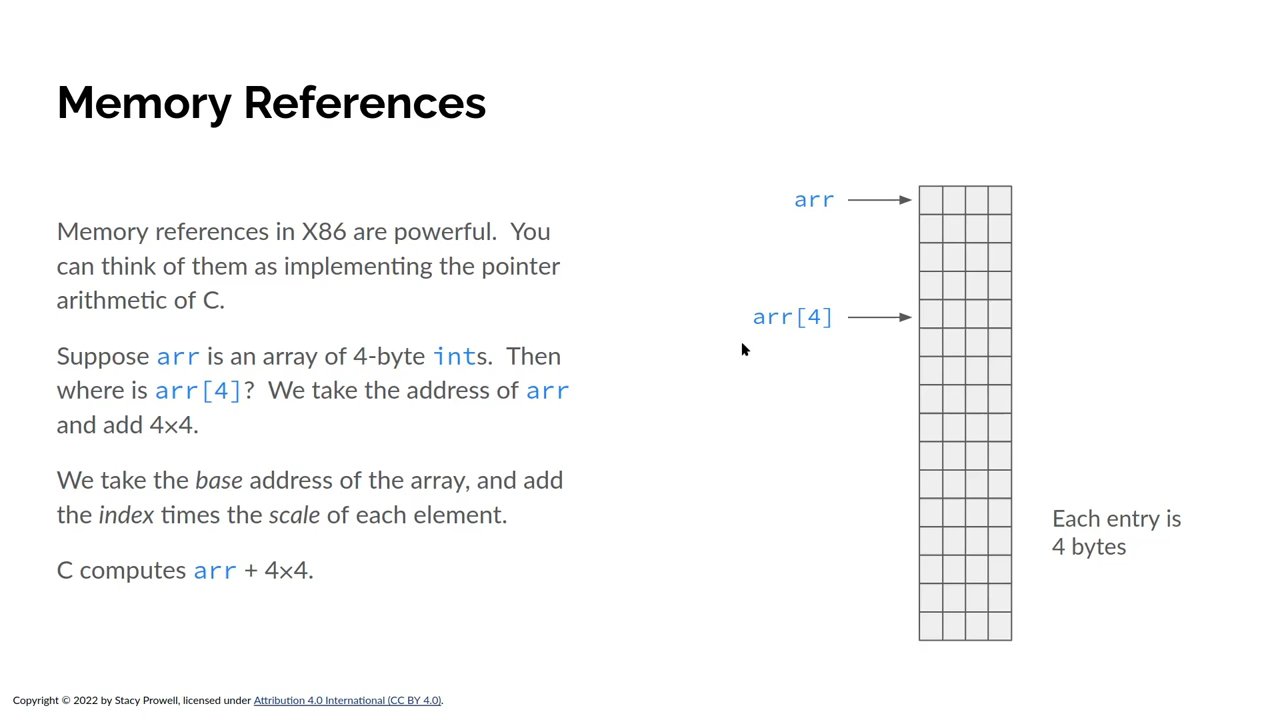 Memory References
Memory references in X86 are powerful.  You
can think of them as implementing the pointer
arithmetic of C.
Suppose arr is an array of 4-byte ints.  Then
where is arr[4]?  We take the address of arr
and add 4×4.
We take the base address of the array, and add
the index times the scale of each element.
C computes arr + 4×4.
arr
arr[4]
Each entry is
4 bytes
Copyright © 2022 by Stacy Prowell, licensed under Attribution 4.0 International (CC BY 4.0).